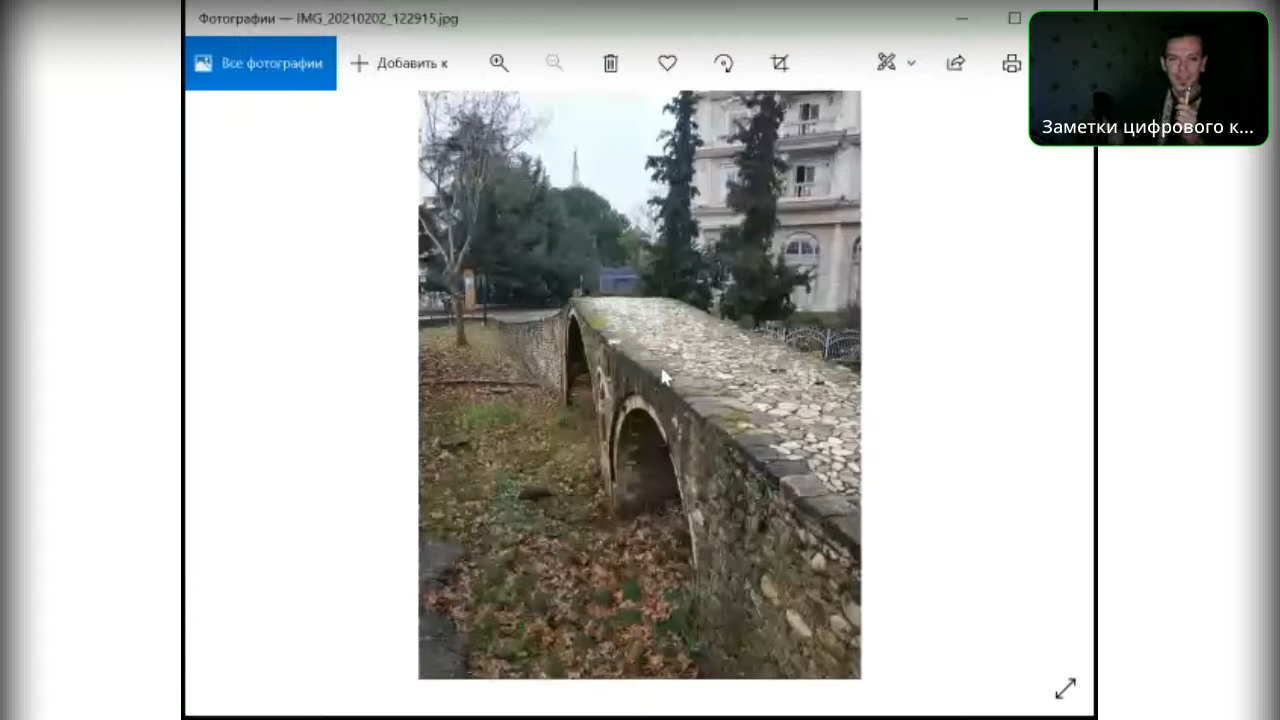 Фотографии — IMG_20210202_122915.jpg
Все фотографии
Добавить к
Заметки цифрового к...